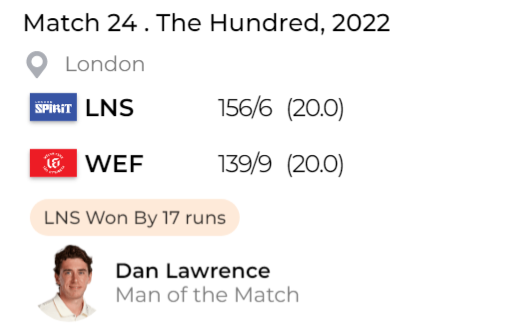 Match 24 . The Hundred, 2022
London
LONDON SPIRIT LNS 156/6 (20.0)
WEF 139/9 (20.0)
LNS Won By 17 runs
Dan Lawrence
Man of the Match